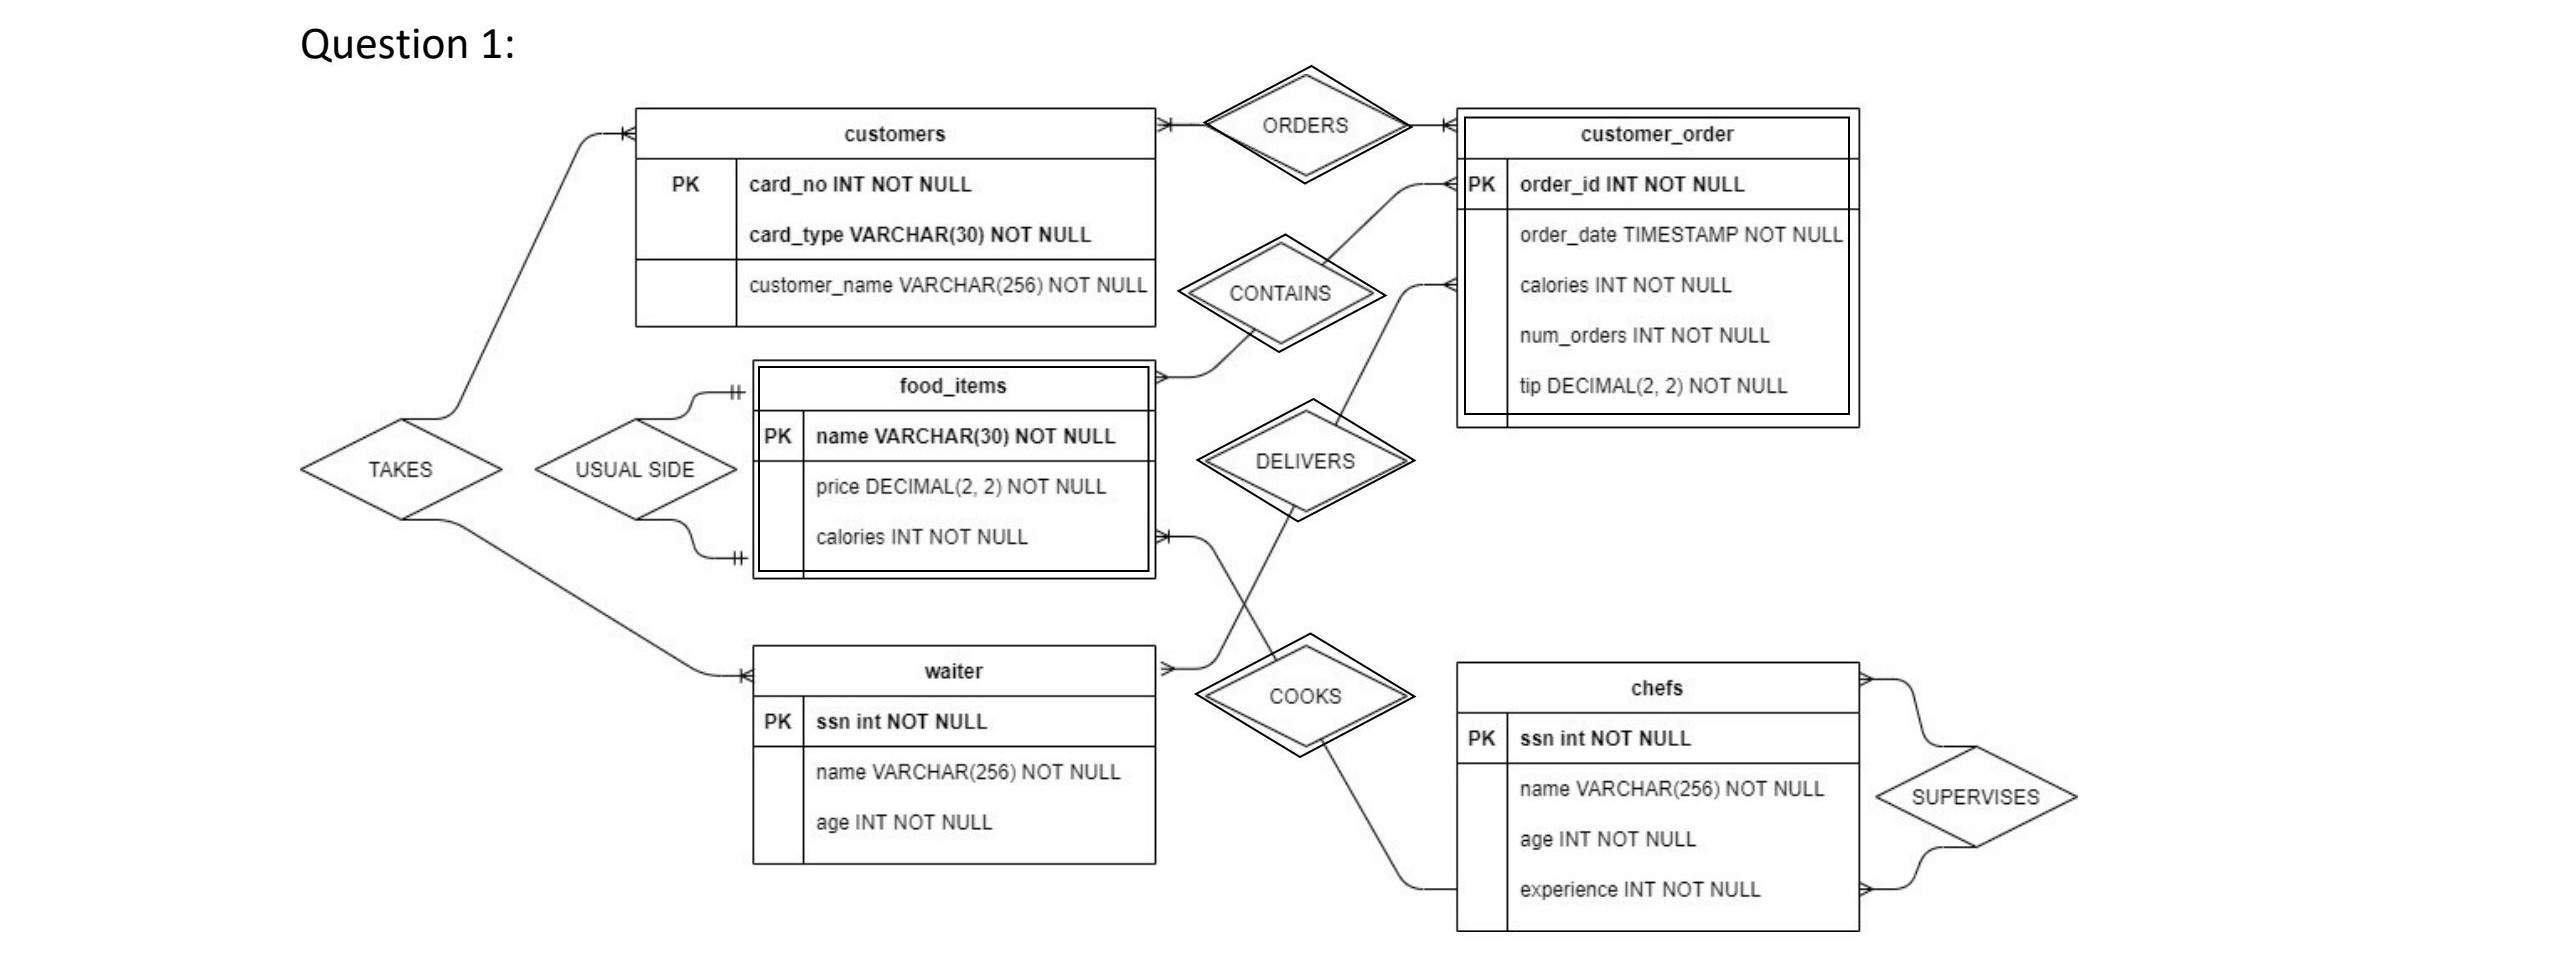 Question 1:
customers
PK
card_no INT NOT NULL
card_type VARCHAR(30) NOT NULL
customer_name VARCHAR(256) NOT NULL
ORDERS
customer_order
PK
order_id INT NOT NULL
order_date TIMESTAMP NOT NULL
calories INT NOT NULL
num_orders INT NOT NULL
tip DECIMAL(2, 2) NOT NULL
CONTAINS
TAKES
USUAL SIDE
food_items
PK
name VARCHAR(30) NOT NULL
price DECIMAL(2, 2) NOT NULL
calories INT NOT NULL
DELIVERS
waiter
PK
ssn int NOT NULL
name VARCHAR(256) NOT NULL
age INT NOT NULL
COOKS
chefs
PK
ssn int NOT NULL
name VARCHAR(256) NOT NULL
age INT NOT NULL
experience INT NOT NULL
SUPERVISES